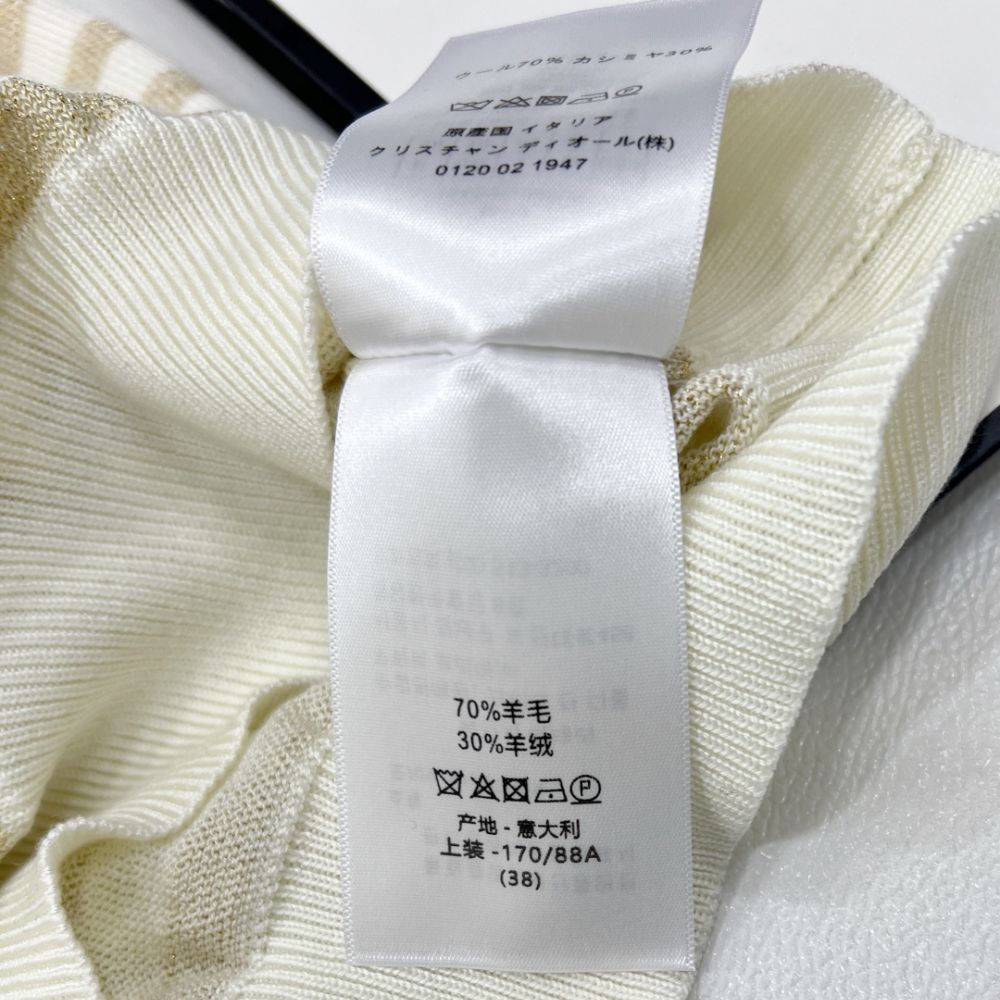 ウール70% カシミヤ30%
原産国 イタリア
クリスチャン ディオール(株)
0120 02 1947
70%羊毛
30%羊绒
P
产地 - 意大利
上装 -170/88A
(38)